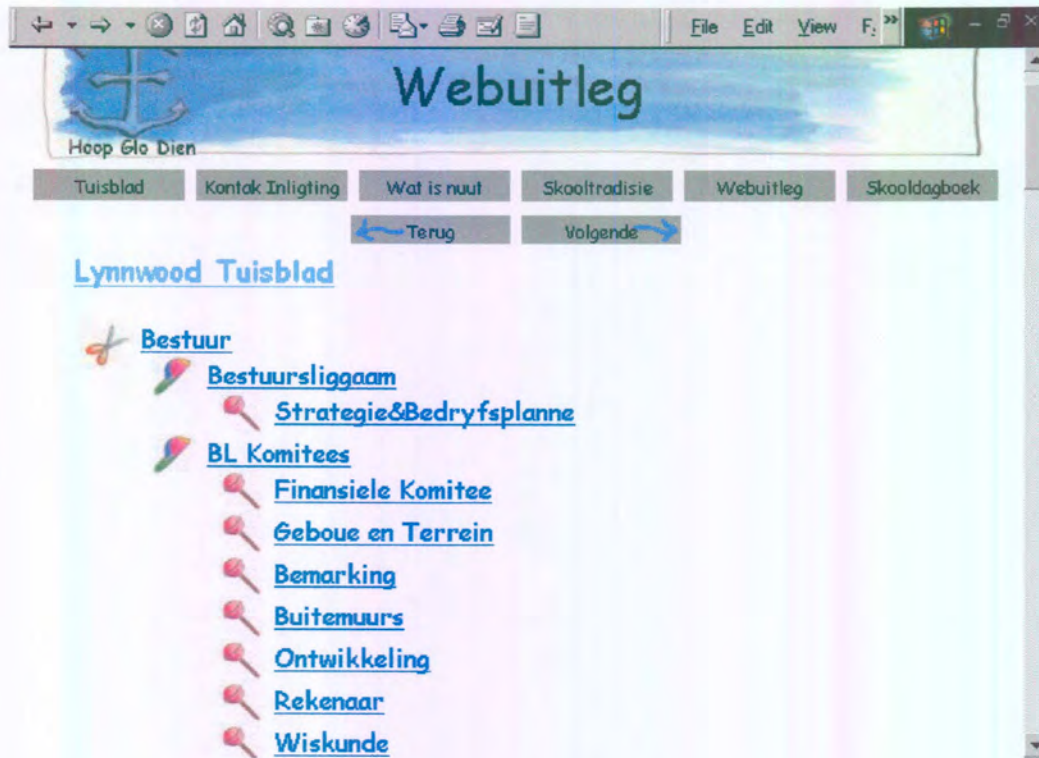 File Edit View F: »
Webuitleg
Hoop Glo Dien
Tuisblad Kontak Inligting Wat is nuut Skooltradisie Webuitleg Skooldagboek
Terug Volgende
Lynnwood Tuisblad
Bestuur
Bestuursliggaam
Strategie&Bedryfsplanne
BL Komitees
Finansiele Komitee
Geboue en Terrein
Bemarking
Buitemuurs
Ontwikkeling
Rekenaar
Wiskunde